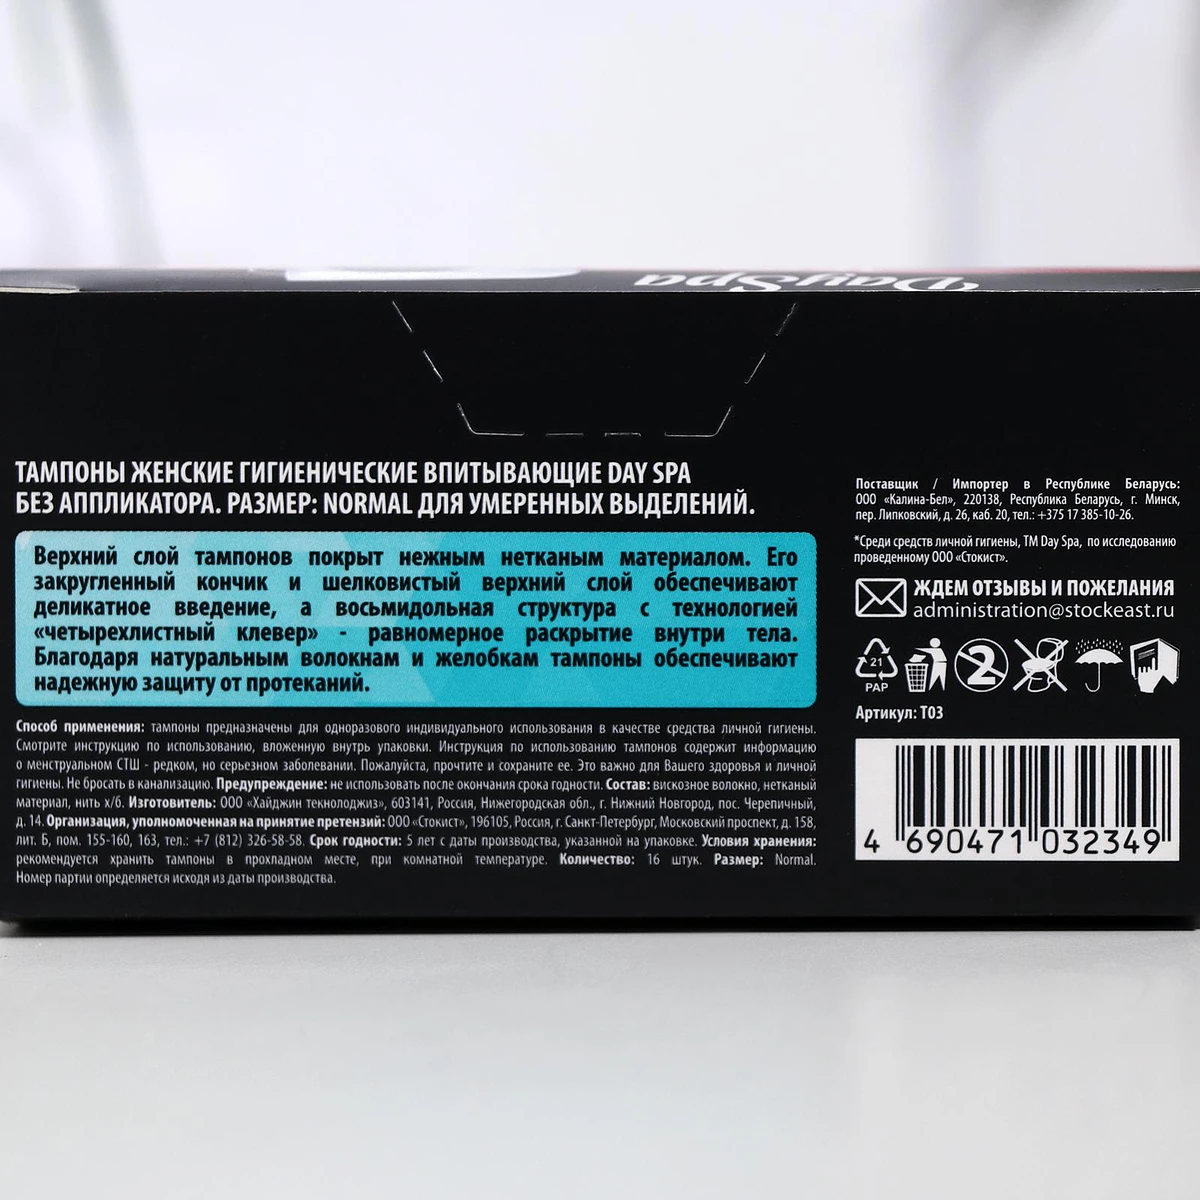 DaySpa
ТАМПОНЫ ЖЕНСКИЕ ГИГИЕНИЧЕСКИЕ ВПИТЫВАЮЩИЕ DAY SPA
БЕЗ АППЛИКАТОРА. РАЗМЕР: NORMAL ДЛЯ УМЕРЕННЫХ ВЫДЕЛЕНИЙ.
Верхний слой тампонов покрыт нежным нетканым материалом. Его
закругленный кончик и шелковистый верхний слой обеспечивают
деликатное введение, а восьмидольная структура с технологией
«четырехлистный клевер» - равномерное раскрытие внутри тела.
Благодаря натуральным волокнам и желобкам тампоны обеспечивают
надежную защиту от протеканий.
Способ применения: тампоны предназначены для одноразового индивидуального использования в качестве средства личной гигиены.
Смотрите инструкцию по использованию, вложенную внутрь упаковки. Инструкция по использованию тампонов содержит информацию
о менструальном СТШ - редком, но серьезном заболевании. Пожалуйста, прочтите и сохраните ее. Это важно для Вашего здоровья и личной
гигиены. Не бросать в канализацию. Предупреждение: не использовать после окончания срока годности. Состав: вискозное волокно, нетканый
материал, нить х/б. Изготовитель: ООО «Хайджин текнолоджиз», 603141, Россия, Нижегородская обл., г. Нижний Новгород, пос. Черепичный,
д. 14. Организация, уполномоченная на принятие претензий: ООО «Стокист», 196105, Россия, г. Санкт-Петербург, Московский проспект, д. 158,
лит. Б, пом. 155-160, 163, тел.: +7 (812) 326-58-58. Срок годности: 5 лет с даты производства, указанной на упаковке. Условия хранения:
рекомендуется хранить тампоны в прохладном месте, при комнатной температуре. Количество: 16 штук. Размер: Normal.
Номер партии определяется исходя из даты производства.
Поставщик / Импортер в Республике Беларусь:
ООО «Калина-Бел», 220138, Республика Беларусь, г. Минск,
пер. Липковский, д. 26, каб. 20, тел.: +375 17 385-10-26.
*Среди средств личной гигиены, ТМ Day Spa, по исследованию
проведенному ООО «Стокист».
ЖДЕМ ОТЗЫВЫ И ПОЖЕЛАНИЯ
administration@stockeast.ru
21
PAP
2
Артикул: Т03
4 690471 032349